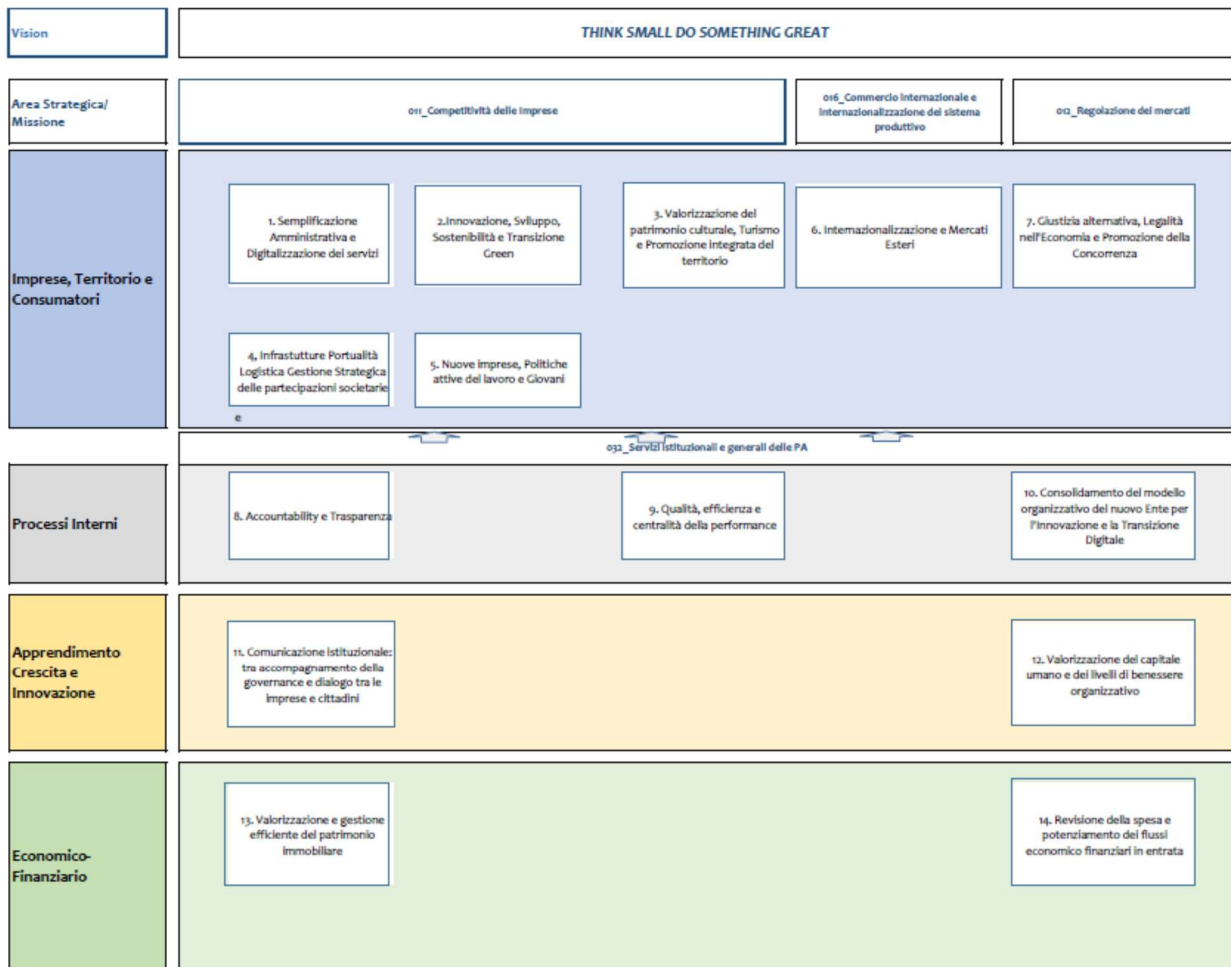 Vision
THINK SMALL DO SOMETHING GREAT
Area Strategica/
Missione
011_Competitività delle Imprese
016_Commercio Internazionale e
Internazionalizzazione del sistema
produttivo
012_Regolazione dei mercati
Imprese, Territorio e
Consumatori
1. Semplificazione
Amministrativa e
Digitalizzazione dei servizi
2.Innovazione, Sviluppo,
Sostenibilità e Transizione
Green
3. Valorizzazione del
patrimonio culturale, Turismo
e Promozione integrata del
territorio
6. Internazionalizzazione e Mercati
Esteri
7. Giustizia alternativa, Legalità
nell'Economia e Promozione della
Concorrenza
4, Infrastutture Portualità
Logistica Gestione Strategica
delle partecipazioni societarie
e
5. Nuove imprese, Politiche
attive del lavoro e Giovani
032_Servizi istituzionali e generali delle PA
Processi Interni
8. Accountability e Trasparenza
9. Qualità, efficienza e
centralità della performance
10. Consolidamento del modello
organizzativo del nuovo Ente per
l'Innovazione e la Transizione
Digitale
Apprendimento
Crescita e
Innovazione
11. Comunicazione istituzionale:
tra accompagnamento della
governance e dialogo tra le
imprese e cittadini
12. Valorizzazione del capitale
umano e dei livelli di benessere
organizzativo
Economico-
Finanziario
13. Valorizzazione e gestione
efficiente del patrimonio
immobiliare
14. Revisione della spesa e
potenziamento dei flussi
economico finanziari in entrata